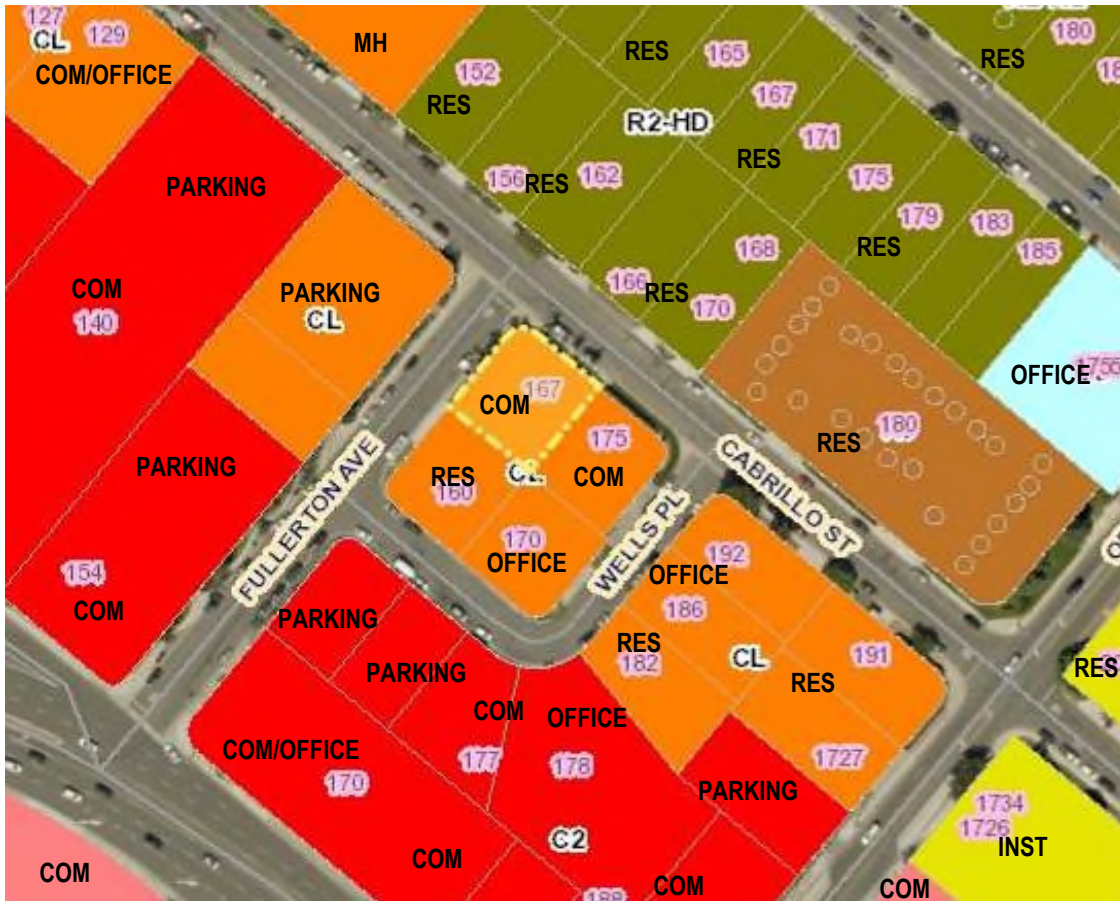 127
129
CL
COM/OFFICE
MH
RES
152
RES
165
180
RES
167
R2-HD
171
RES
175
156
RES
162
179
183
RES
185
168
166
RES
170
PARKING
COM
140
PARKING
CL
OFFICE
1755
167
COM
175
COM
CL
RES
160
170
OFFICE
180
RES
CABRILLO ST
WELLS PL
FULLERTON AVE
PARKING
154
COM
192
OFFICE
186
RES
182
CL
191
RES
1727
RES
PARKING
PARKING
COM
OFFICE
COM/OFFICE
170
177
178
PARKING
C2
1734
1726
INST
COM
COM
COM
188
COM